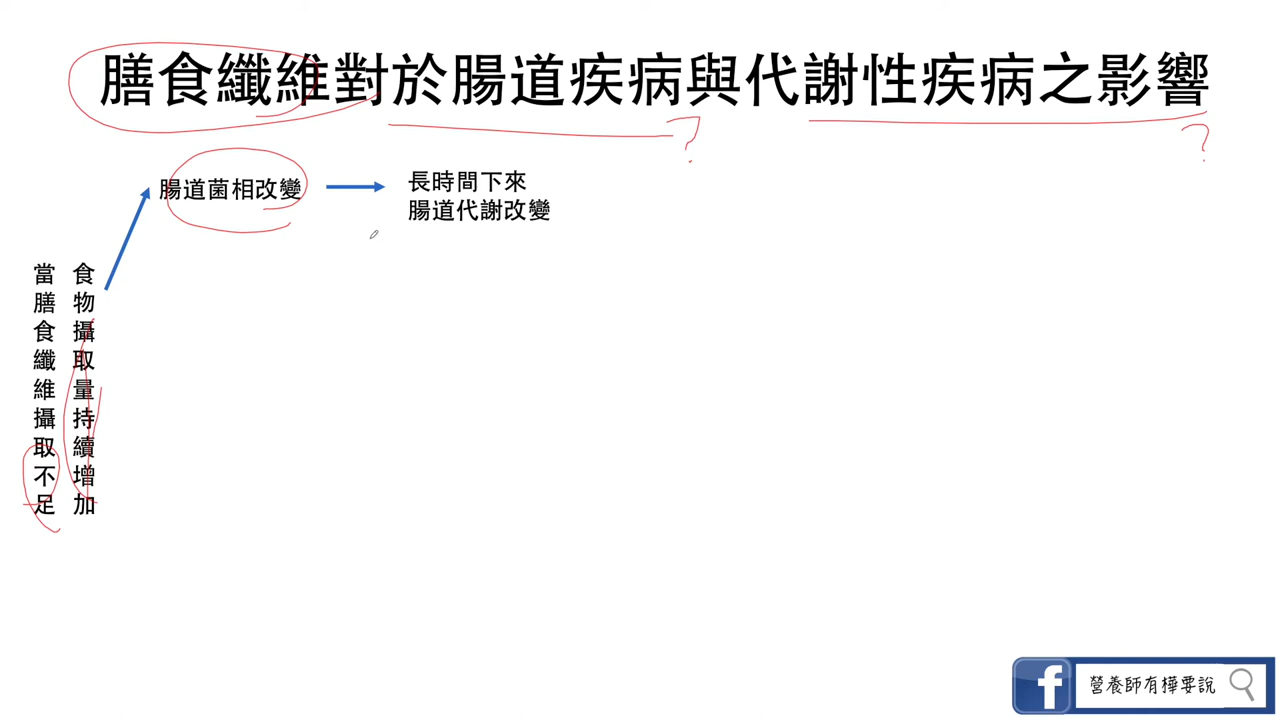 膳食纖維對於腸道疾病與代謝性疾病之影響
?
?
腸道菌相改變
長時間下來
腸道代謝改變
當膳食纖維攝取不足
食物攝取量持續增加
f
營養師有樺要說